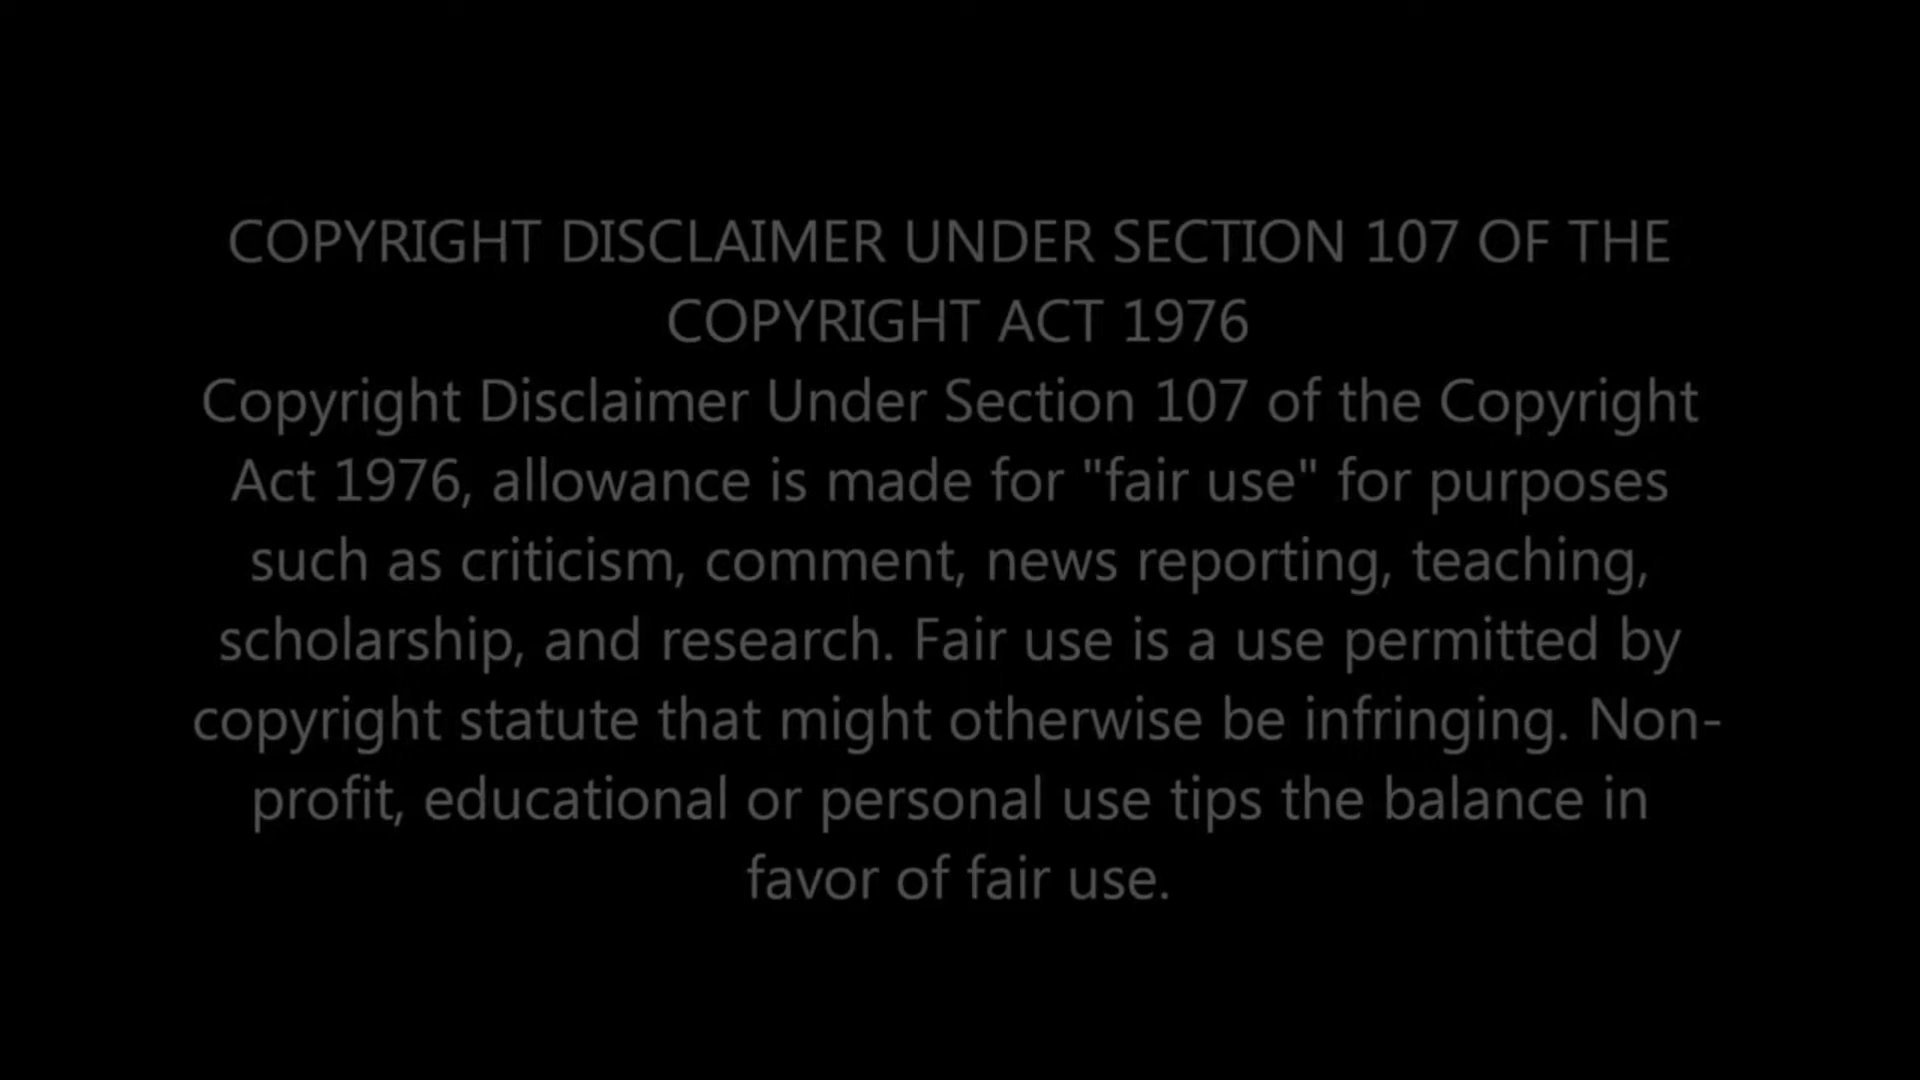 COPYRIGHT DISCLAIMER UNDER SECTION 107 OF THE
COPYRIGHT ACT 1976
Copyright Disclaimer Under Section 107 of the Copyright
Act 1976, allowance is made for "fair use" for purposes
such as criticism, comment, news reporting, teaching,
scholarship, and research. Fair use is a use permitted by
copyright statute that might otherwise be infringing. Non-
profit, educational or personal use tips the balance in
favor of fair use.